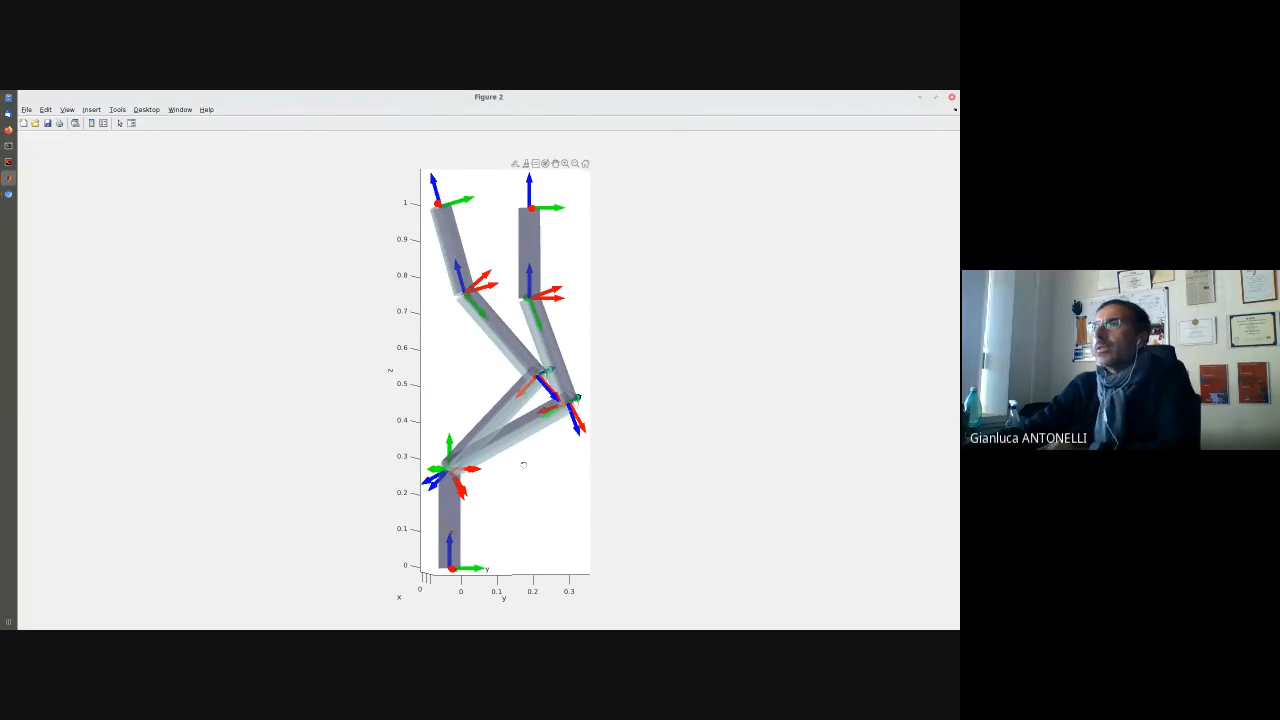 Figure 2
File Edit View Insert Tools Desktop Window Help
1
0.9
0.8
0.7
0.6
z
0.5
0.4
0.3
0.2
0.1
0
y
0 0 0.1 0.2 0.3
x y
Gianluca ANTONELLI